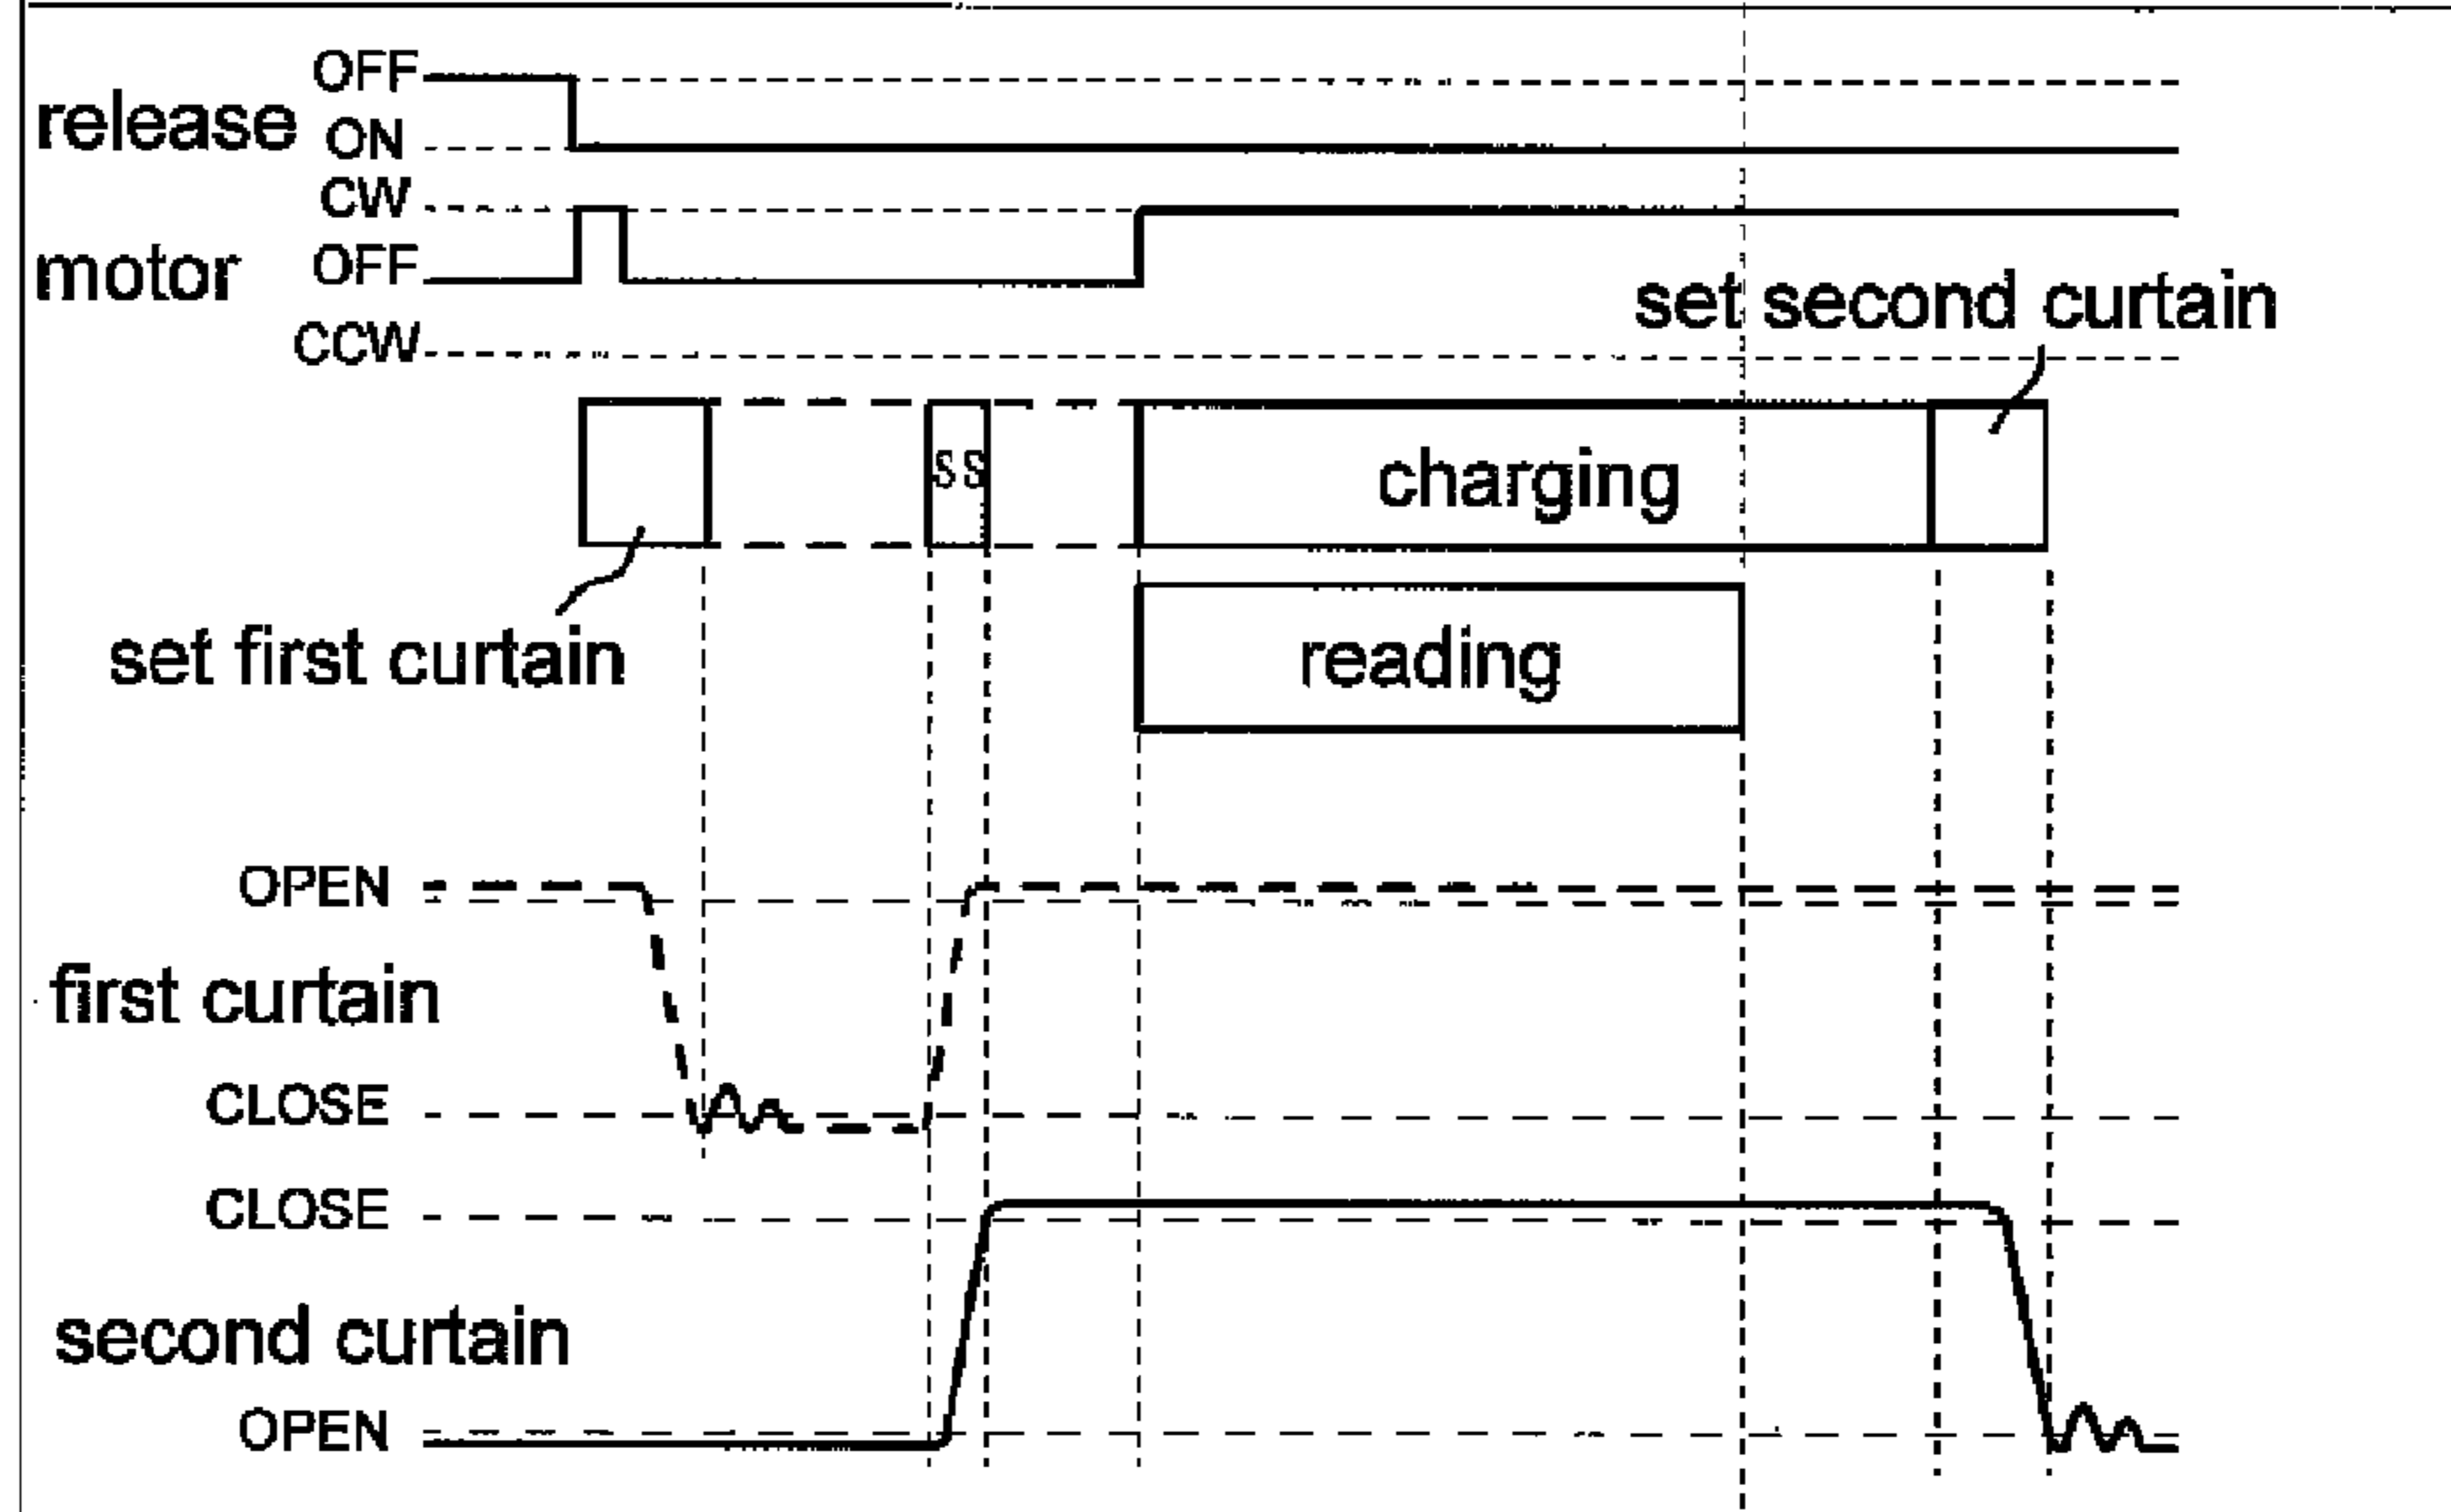 OFF
release
ON
CW
motor
OFF
set second curtain
CCW
ss
charging
set first curtain
reading
OPEN
first curtain
CLOSE
CLOSE
second curtain
OPEN